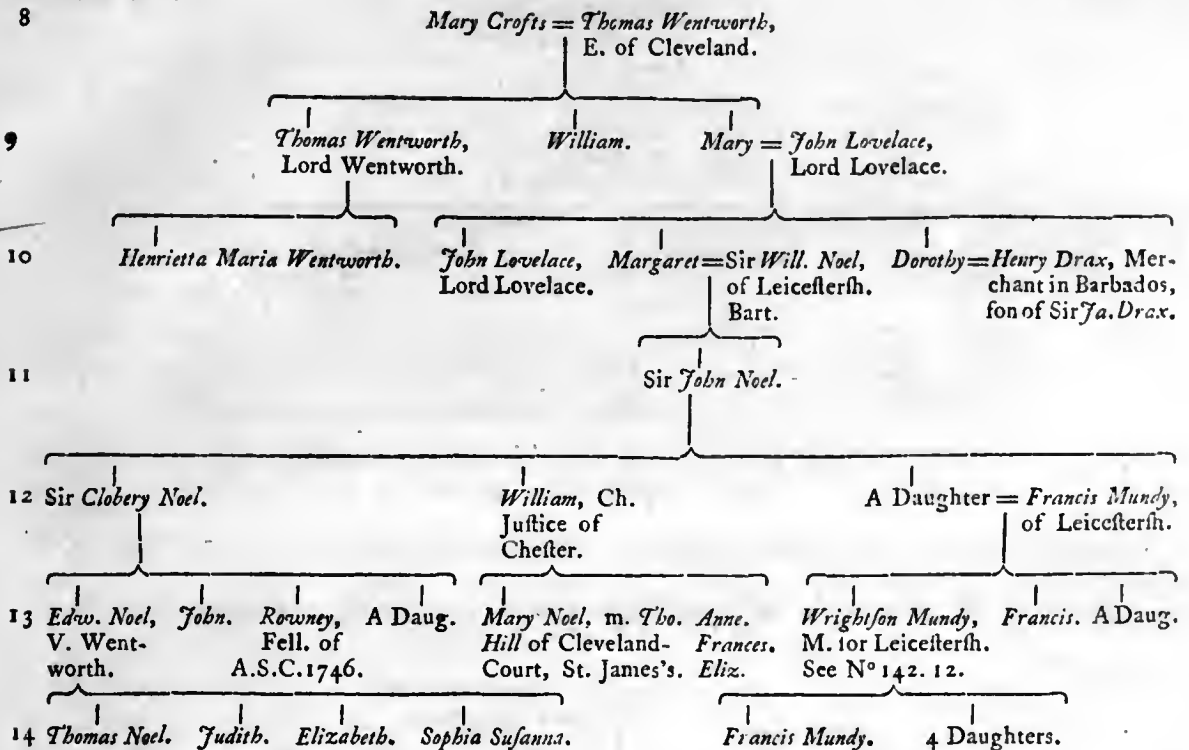 8
Mary Crofts = Thomas Wentworth,
E. of Cleveland.
9
Thomas Wentworth,
Lord Wentworth.
William.
Mary = John Lovelace,
Lord Lovelace.
10
Henrietta Maria Wentworth.
John Lovelace,
Lord Lovelace.
Margaret = Sir Will. Noel,
of Leiceſterſh.
Bart.
Dorothy = Henry Drax, Mer-
chant in Barbados,
ſon of Sir Ja. Drax.
11
Sir John Noel.
12
Sir Clobery Noel.
William, Ch.
Juſtice of
Cheſter.
A Daughter = Francis Mundy,
of Leiceſterſh.
13
Edw. Noel,
V. Went-
worth.
John.
Rowney,
Fell. of
A.S.C. 1746.
A Daug.
Mary Noel, m. Tho.
Hill of Cleveland-
Court, St. James's.
Anne.
Frances.
Eliz.
Wrightſon Mundy,
M. for Leiceſterſh.
See No 142. 12.
Francis.
A Daug.
14
Thomas Noel.
Judith.
Elizabeth.
Sophia Suſanna.
Francis Mundy.
4 Daughters.